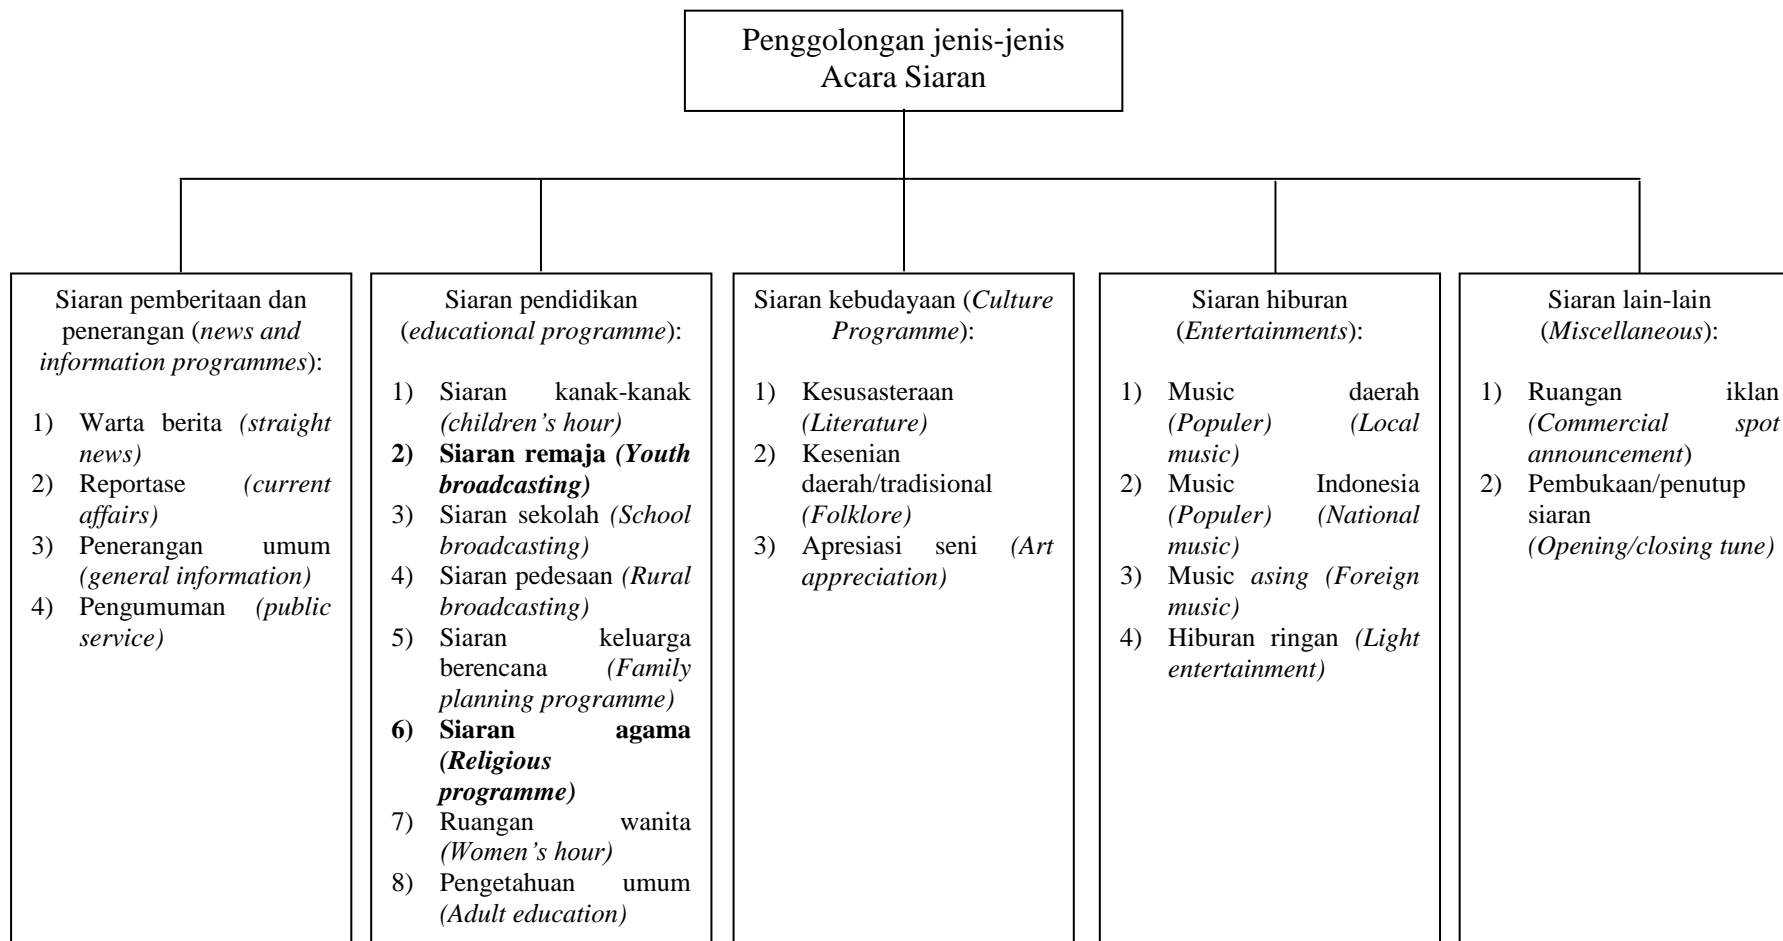 Penggolongan jenis-jenis
Acara Siaran
Siaran pemberitaan dan
penerangan (news and
information programmes):
1) Warta berita (straight
news)
2) Reportase (current
affairs)
3) Penerangan umum
(general information)
4) Pengumuman (public
service)
Siaran pendidikan
(educational programme):
1) Siaran kanak-kanak
(children’s hour)
2) Siaran remaja (Youth
broadcasting)
3) Siaran sekolah (School
broadcasting)
4) Siaran pedesaan (Rural
broadcasting)
5) Siaran keluarga
berencana (Family
planning programme)
6) Siaran agama
(Religious
programme)
7) Ruangan wanita
(Women’s hour)
8) Pengetahuan umum
(Adult education)
Siaran kebudayaan (Culture
Programme):
1) Kesusasteraan
(Literature)
2) Kesenian
daerah/tradisional
(Folklore)
3) Apresiasi seni (Art
appreciation)
Siaran hiburan
(Entertainments):
1) Music daerah
(Populer) (Local
music)
2) Music Indonesia
(Populer) (National
music)
3) Music asing (Foreign
music)
4) Hiburan ringan (Light
entertainment)
Siaran lain-lain
(Miscellaneous):
1) Ruangan iklan
(Commercial spot
announcement)
2) Pembukaan/penutup
siaran
(Opening/closing tune)